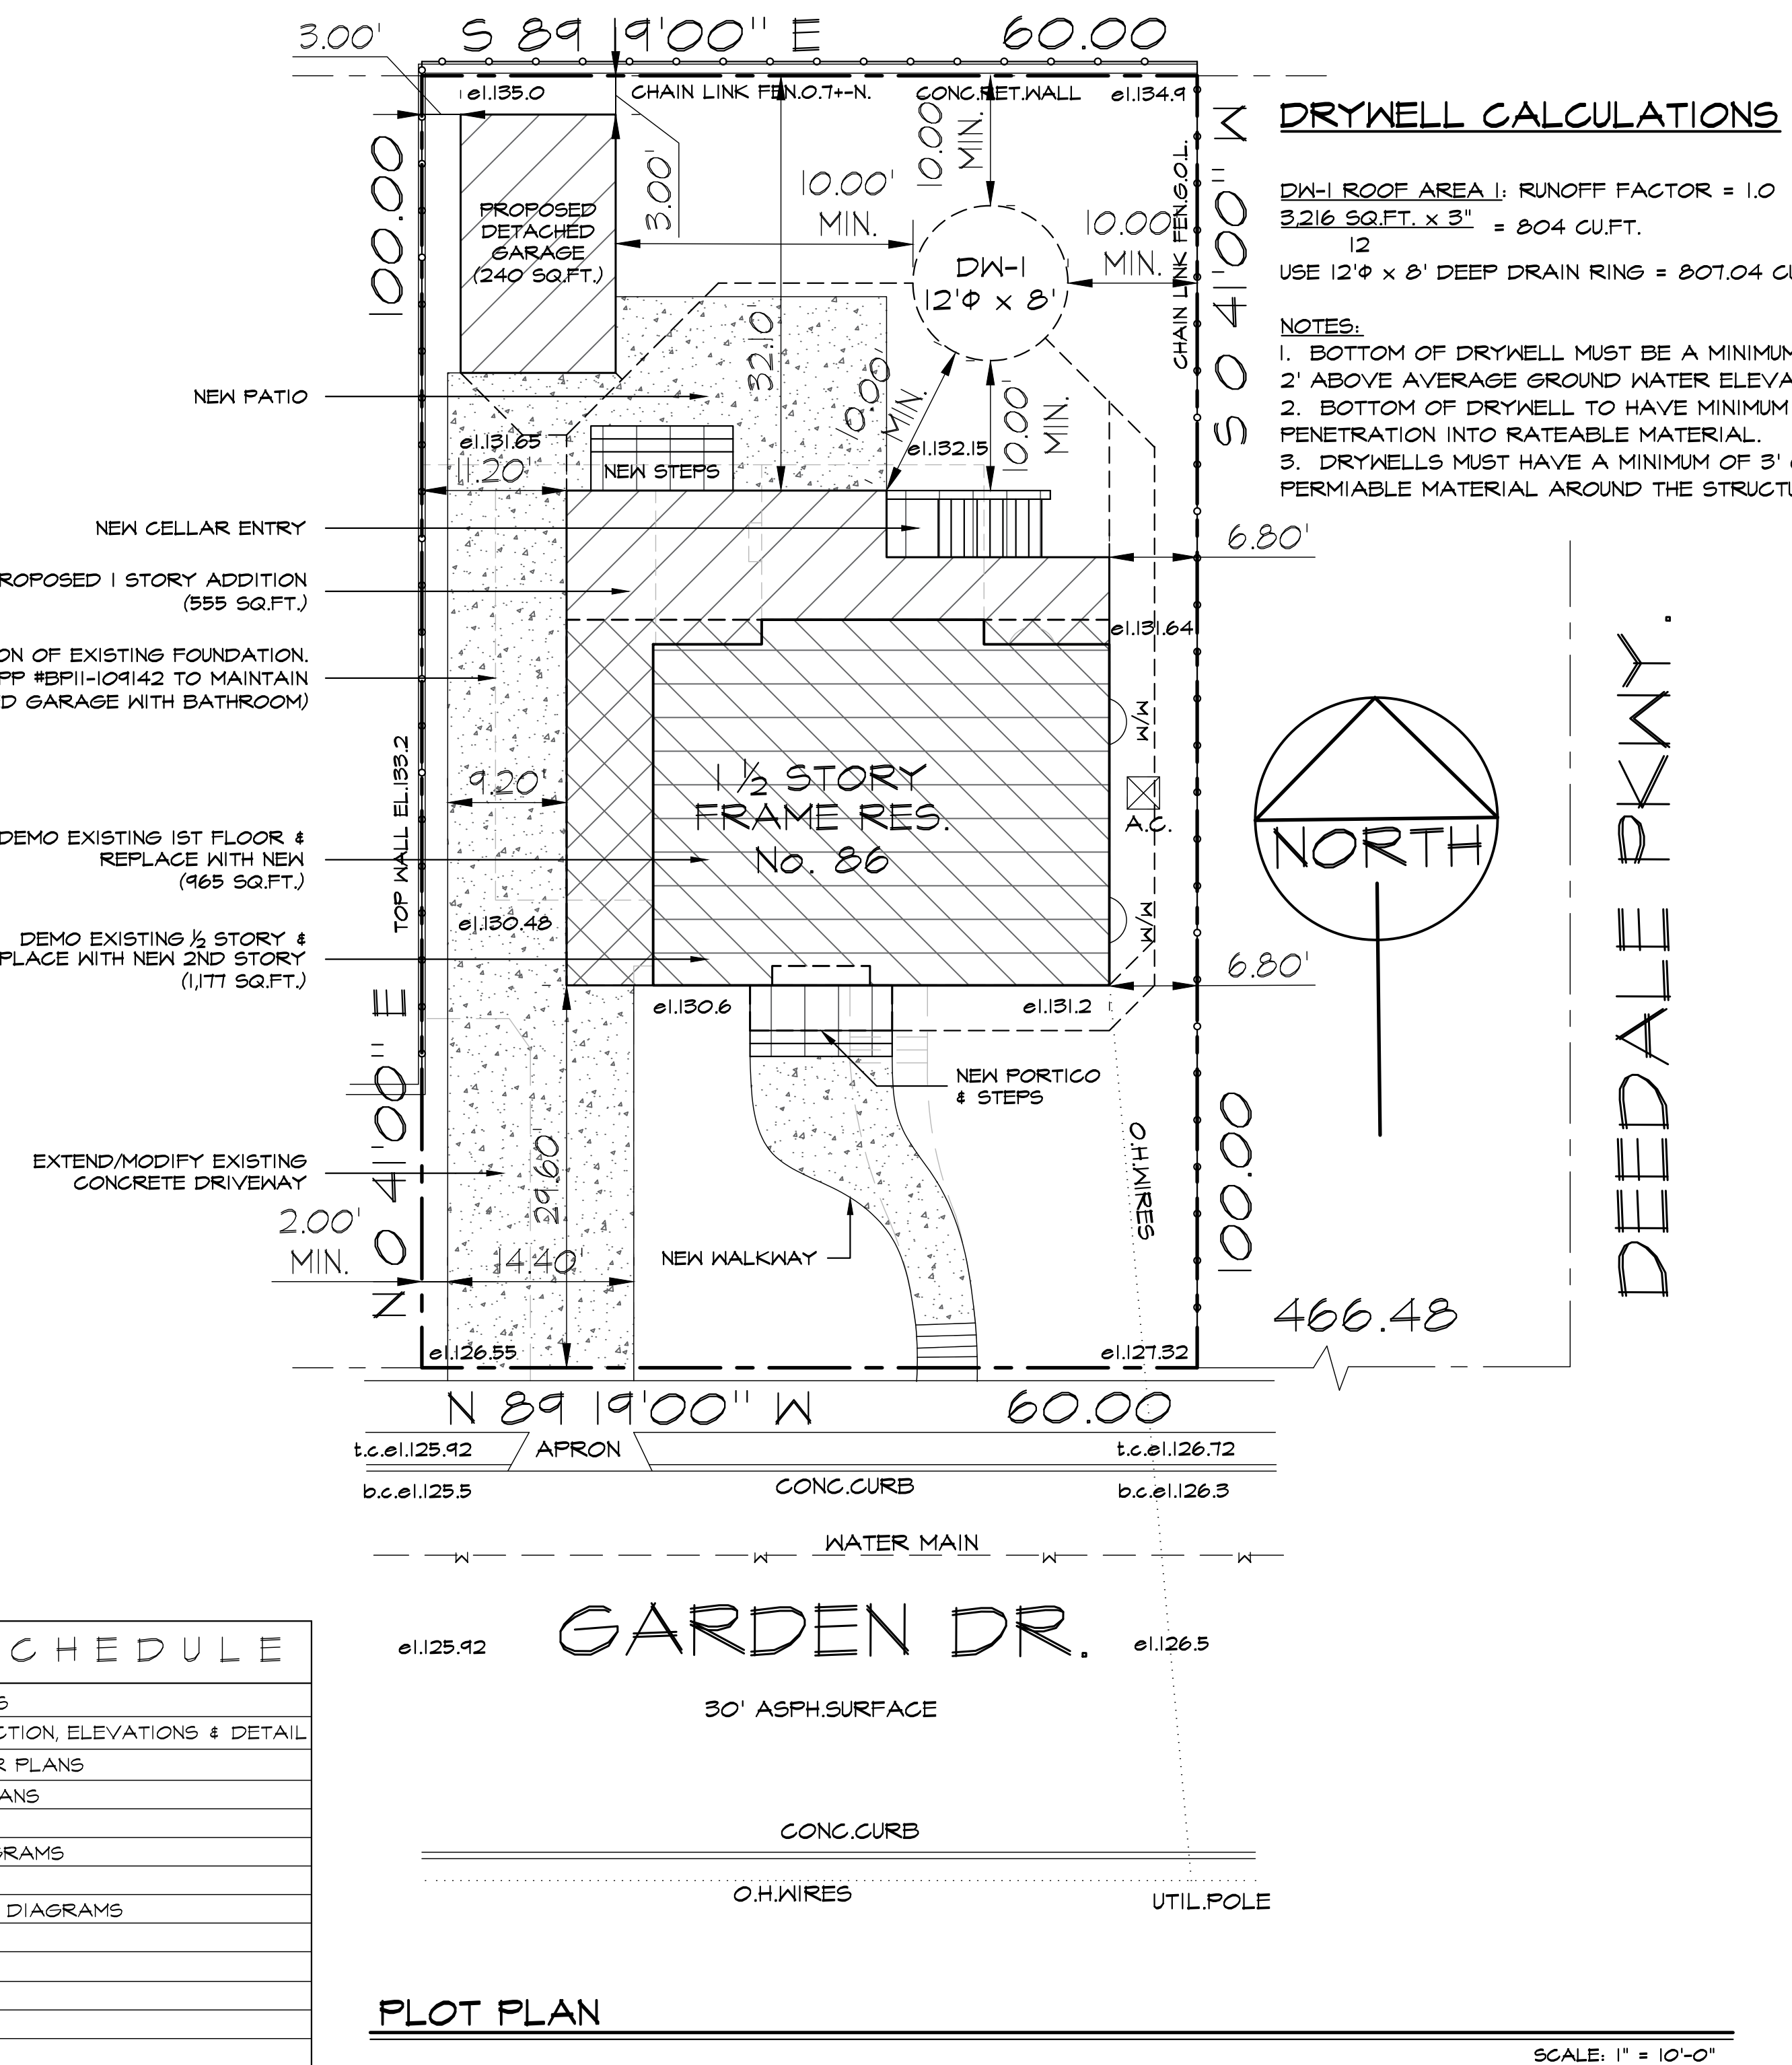 3.00'
S 89 19'00" E
60.00
el.135.0
CHAIN LINK FEN.0.7+-N.
CONC.RET.WALL
el.134.9
100.00
PROPOSED
DETACHED
GARAGE
(240 SQ.FT.)
3.00'
10.00'
MIN.
10.00'
MIN.
DW-1
12'Φ x 8'
10.00'
MIN.
CHAIN LINK FEN.G.O.L.
S 0 41'00" W
DRYWELL CALCULATIONS
DW-1 ROOF AREA 1: RUNOFF FACTOR = 1.0
3,216 SQ.FT. x 3" = 804 CU.FT.
12
USE 12'Φ x 8' DEEP DRAIN RING = 807.04 CU
NOTES:
1. BOTTOM OF DRYWELL MUST BE A MINIMUM
2' ABOVE AVERAGE GROUND WATER ELEVA
2. BOTTOM OF DRYWELL TO HAVE MINIMUM
PENETRATION INTO RATEABLE MATERIAL.
3. DRYWELLS MUST HAVE A MINIMUM OF 3'
PERMIABLE MATERIAL AROUND THE STRUCTU
32.10'
10.00'
MIN.
10.00'
MIN.
NEW PATIO
el.131.65
11.20'
NEW STEPS
el.132.15
NEW CELLAR ENTRY
6.80'
ROPOSED 1 STORY ADDITION
(555 SQ.FT.)
el.131.64
ON OF EXISTING FOUNDATION.
PP #BP11-109142 TO MAINTAIN
D GARAGE WITH BATHROOM)
TOP WALL EL.133.2
9.20'
1 ½ STORY
FRAME RES.
No. 86
M/W
A.C.
M/W
NORTH
DEEDALE PKWY.
DEMO EXISTING 1ST FLOOR &
REPLACE WITH NEW
(965 SQ.FT.)
el.130.48
DEMO EXISTING ½ STORY &
PLACE WITH NEW 2ND STORY
(1,177 SQ.FT.)
6.80'
el.130.6
el.131.2
N 0 41'00" E
NEW PORTICO
& STEPS
29.60'
O.H.WIRES
100.00
EXTEND/MODIFY EXISTING
CONCRETE DRIVEWAY
2.00'
MIN.
14.40'
NEW WALKWAY
466.48
el.126.55
el.127.32
N 89 19'00" W
60.00
t.c.el.125.92
APRON
t.c.el.126.72
b.c.el.125.5
CONC.CURB
b.c.el.126.3
WATER MAIN
W W W W
el.125.92
GARDEN DR.
el.126.5
30' ASPH.SURFACE
CONC.CURB
O.H.WIRES
UTIL.POLE
CHEDULE
S
CTION, ELEVATIONS & DETAIL
R PLANS
ANS
GRAMS
DIAGRAMS
PLOT PLAN
SCALE: 1" = 10'-0"